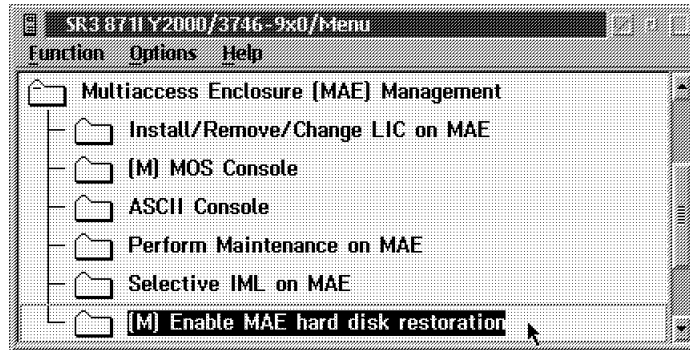 SR3 871I Y2000/3746-9x0/Menu
Function Options Help
Multiaccess Enclosure (MAE) Management
Install/Remove/Change LIC on MAE
(M) MOS Console
ASCII Console
Perform Maintenance on MAE
Selective IML on MAE
(M) Enable MAE hard disk restoration